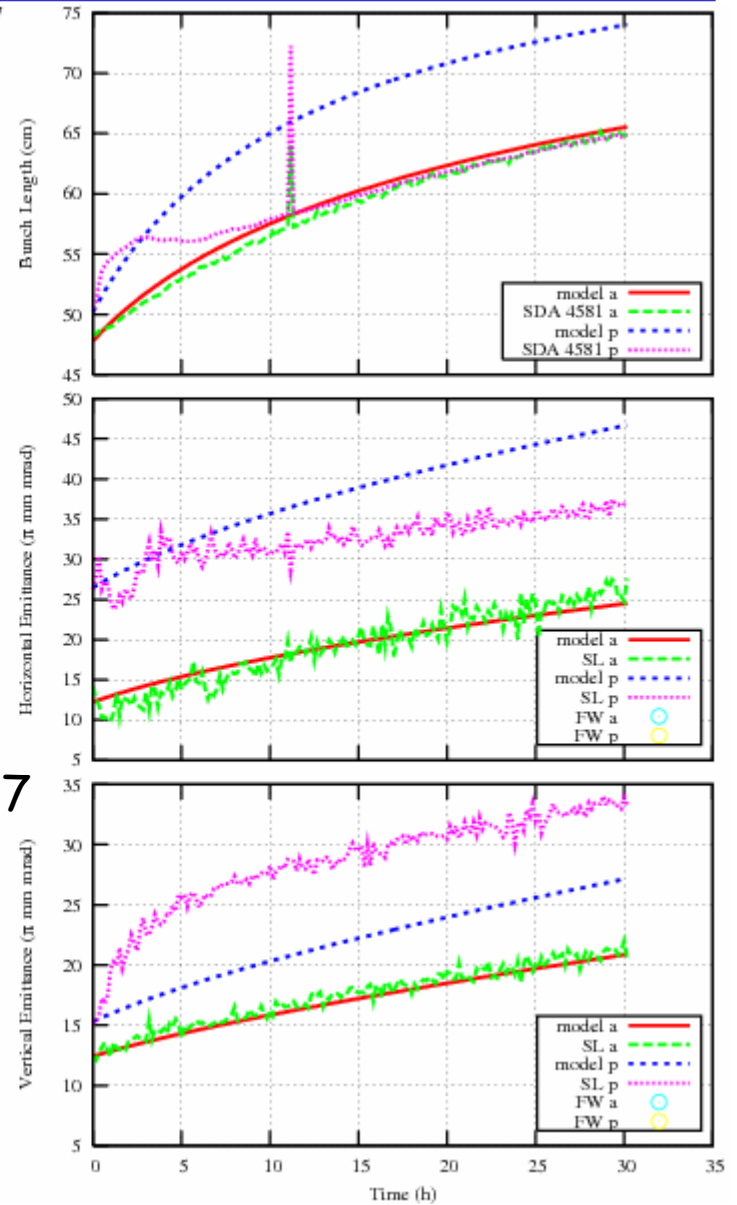 75
70
65
60
55
50
45
Bunch Length (cm)
model a
SDA 4581 a
model p
SDA 4581 p
50
45
40
35
30
25
20
15
10
5
Horizontal Emittance (π mm mrad)
model a
SL a
model p
SL p
FW a
FW p
7
35
30
25
20
15
10
5
Vertical Emittance (π mm mrad)
model a
SL a
model p
SL p
FW a
FW p
0 5 10 15 20 25 30 35
Time (h)